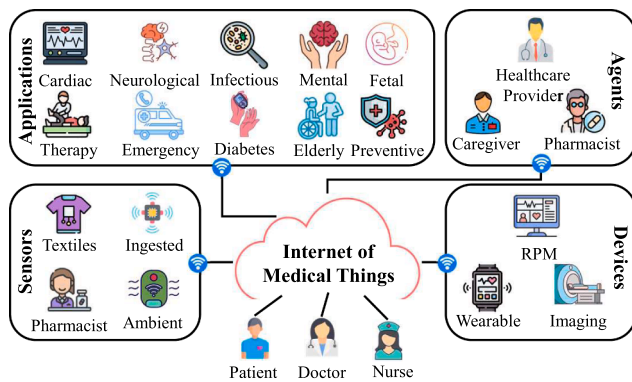 Applications
Cardiac
Neurological
Infectious
Mental
Fetal
Therapy
Emergency
Diabetes
Elderly
Preventive
Agents
Healthcare
Provider
Caregiver
Pharmacist
Sensors
Textiles
Ingested
Pharmacist
Ambient
Internet of
Medical Things
Devices
RPM
Wearable
Imaging
Patient
Doctor
Nurse